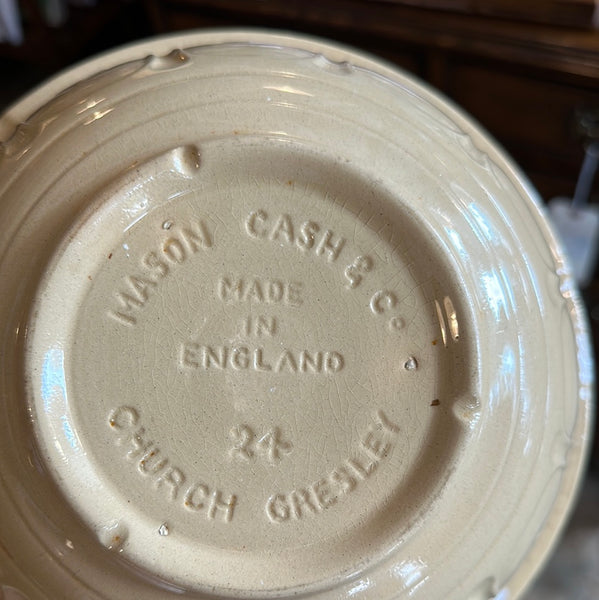 MASON CASH & Co
MADE
IN
ENGLAND
24
CHURCH GRESLEY